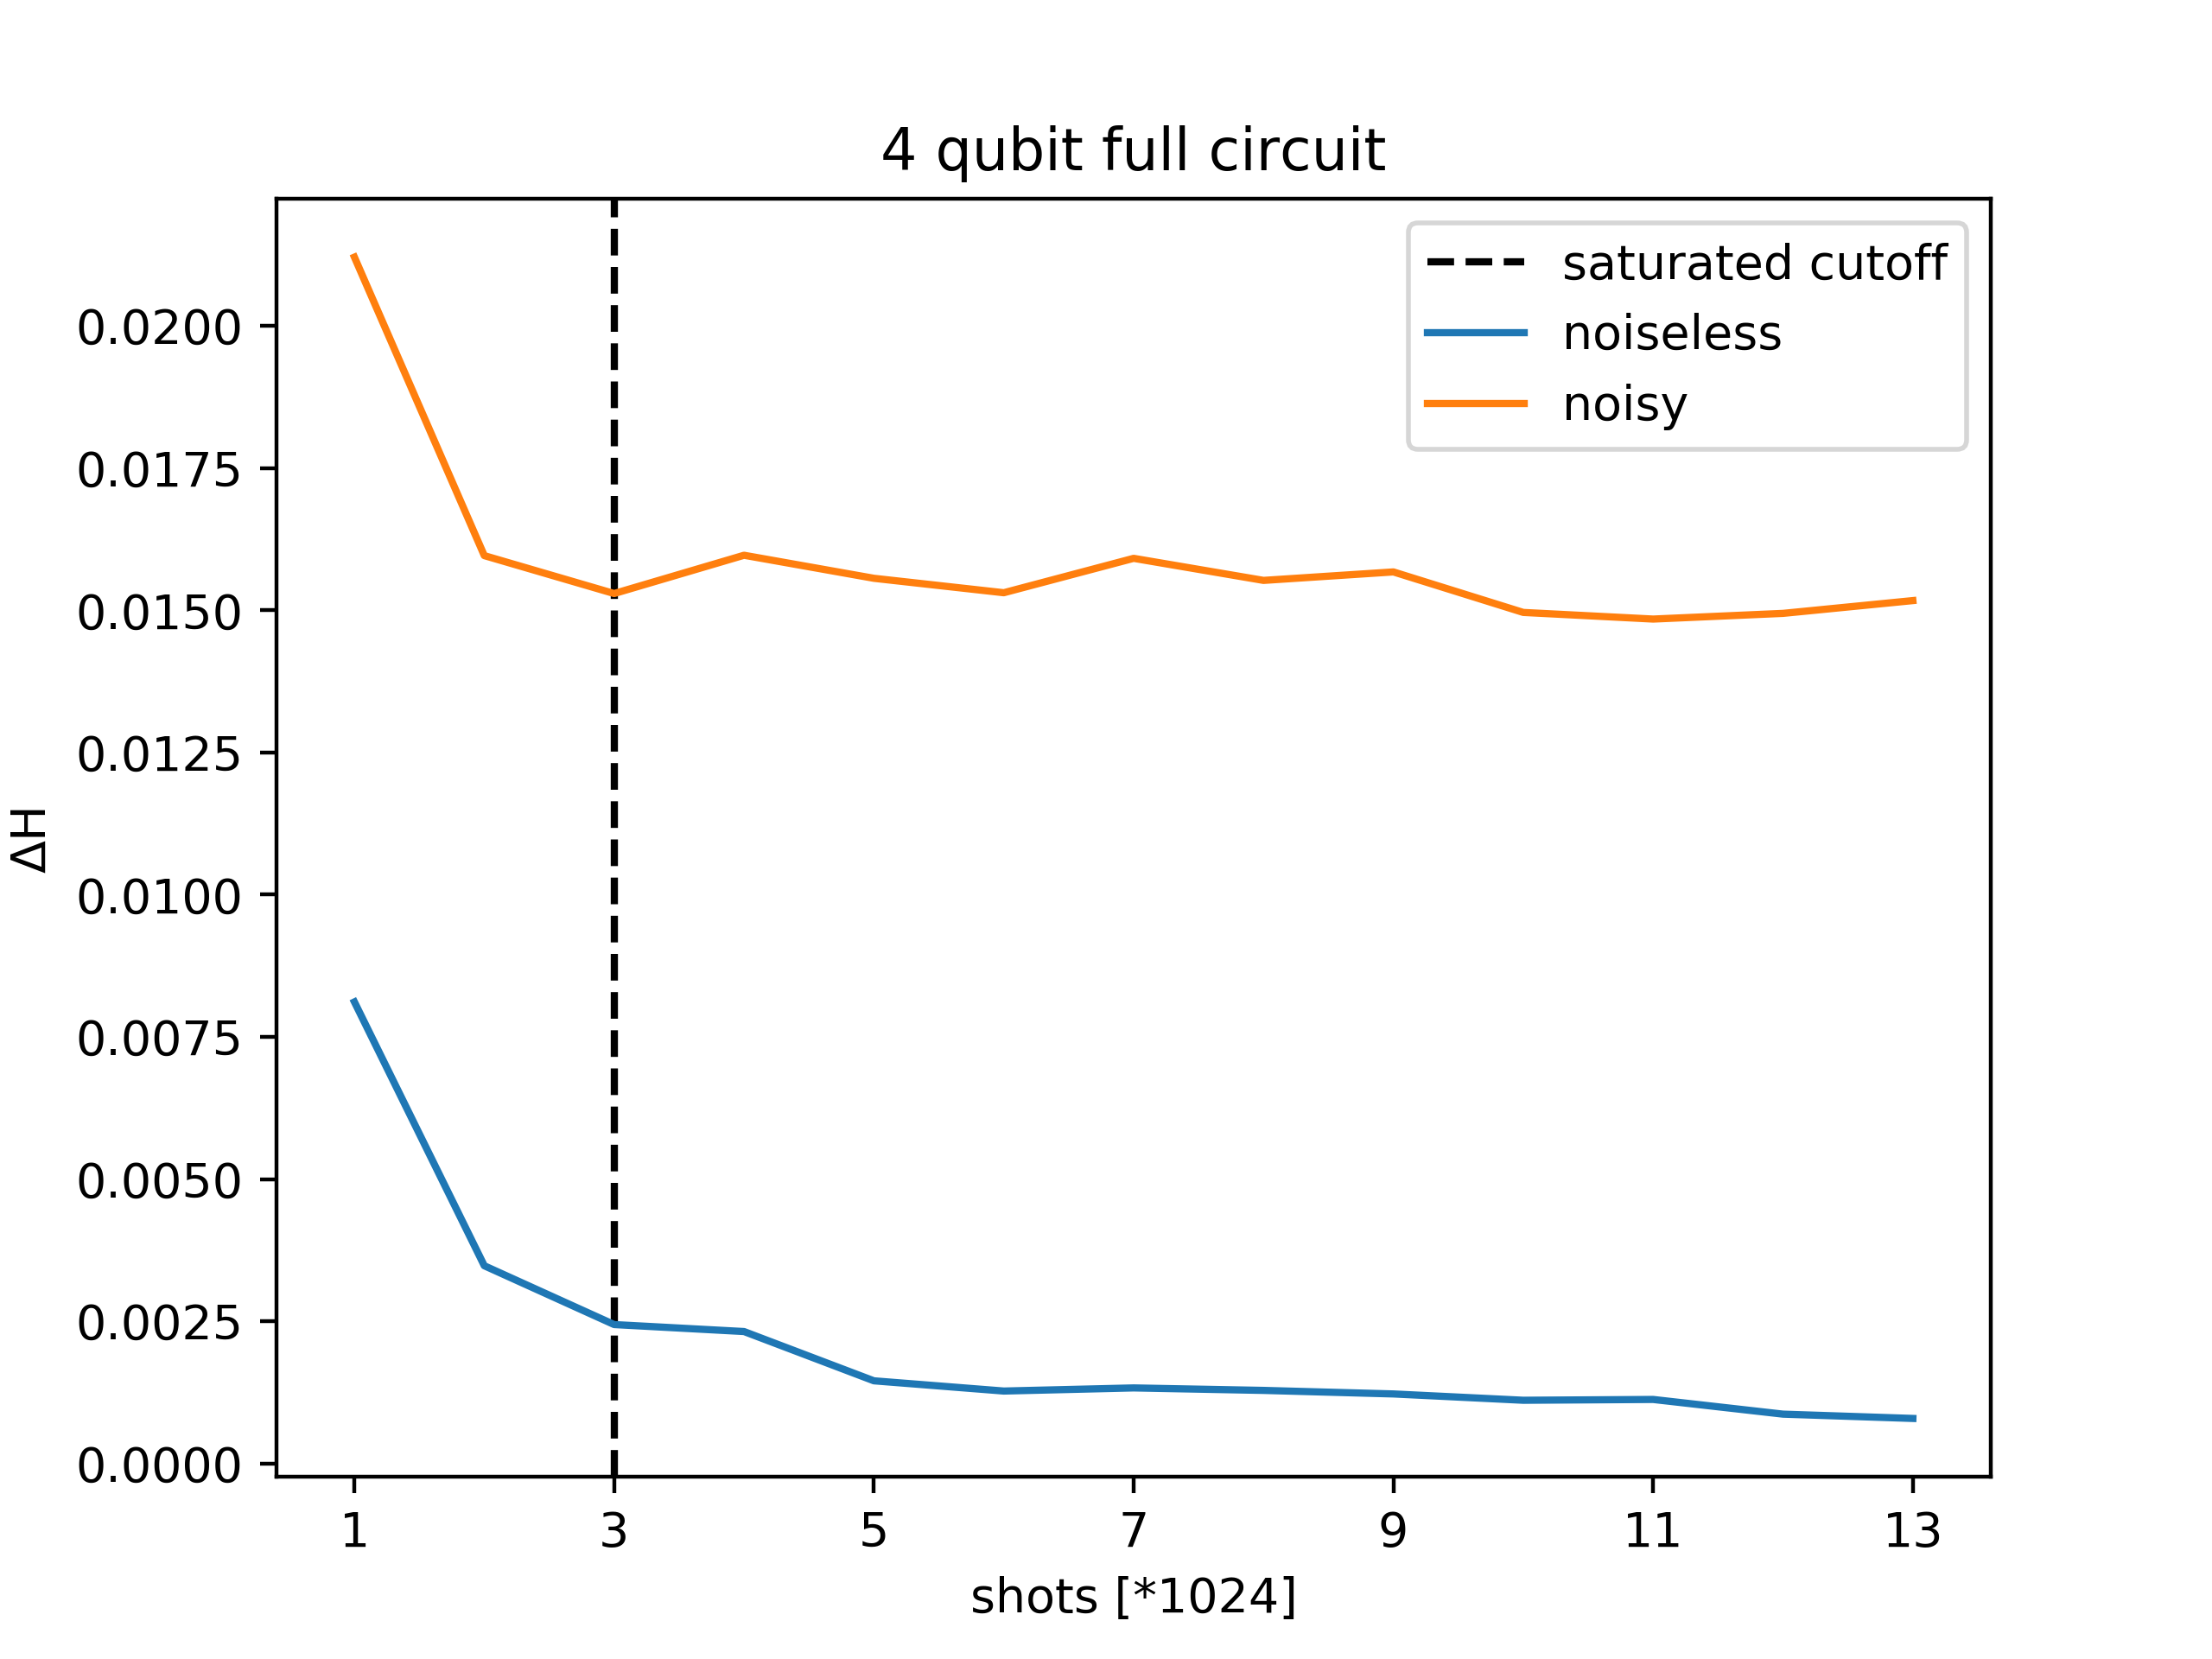 4 qubit full circuit
saturated cutoff
noiseless
noisy
0.0200
0.0175
0.0150
0.0125
0.0100
0.0075
0.0050
0.0025
0.0000
ΔH
1 3 5 7 9 11 13
shots [*1024]